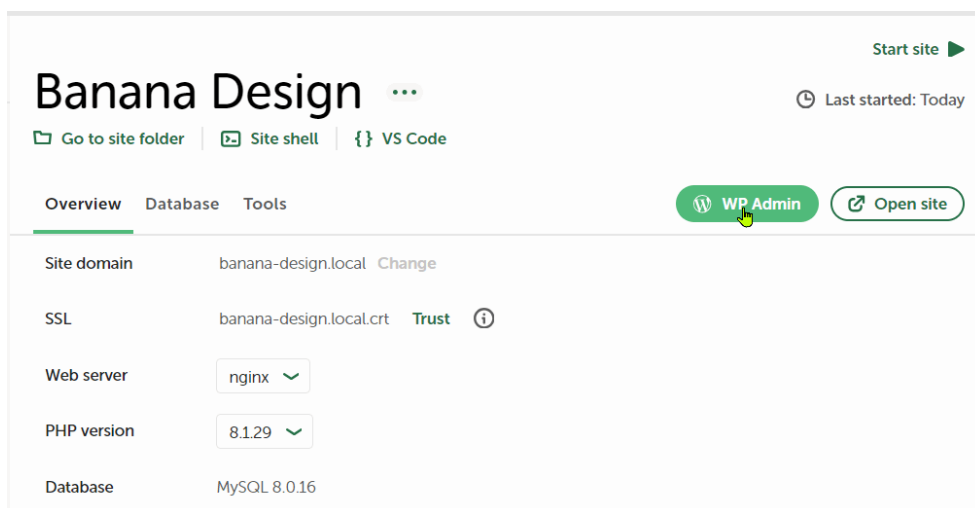 Start site
Banana Design ...
Last started: Today
Go to site folder Site shell {} VS Code
Overview Database Tools WP Admin Open site
Site domain banana-design.local Change
SSL banana-design.local.crt Trust
Web server nginx
PHP version 8.1.29
Database MySQL 8.0.16